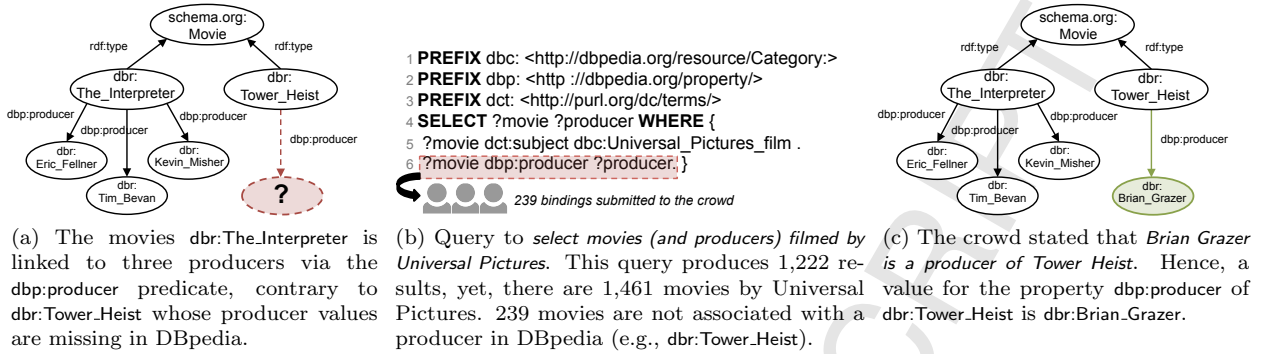 schema.org:
Movie
rdf:type
rdf:type
dbr:
The_Interpreter
dbr:
Tower_Heist
dbp:producer
dbp:producer
dbp:producer
dbp:producer
dbr:
Eric_Fellner
dbr:
Kevin_Misher
dbr:
Tim_Bevan
?
(a) The movies dbr:The_Interpreter is
linked to three producers via the
dbp:producer predicate, contrary to
dbr:Tower_Heist whose producer values
are missing in DBpedia.
1 PREFIX dbc: <http://dbpedia.org/resource/Category:>
2 PREFIX dbp: <http ://dbpedia.org/property/>
3 PREFIX dct: <http://purl.org/dc/terms/>
4 SELECT ?movie ?producer WHERE {
5 ?movie dct:subject dbc:Universal_Pictures_film .
6 ?movie dbp:producer ?producer. }
239 bindings submitted to the crowd
(b) Query to select movies (and producers) filmed by
Universal Pictures. This query produces 1,222 re-
sults, yet, there are 1,461 movies by Universal
Pictures. 239 movies are not associated with a
producer in DBpedia (e.g., dbr:Tower_Heist).
schema.org:
Movie
rdf:type
rdf:type
dbr:
The_Interpreter
dbr:
Tower_Heist
dbp:producer
dbp:producer
dbp:producer
dbp:producer
dbr:
Eric_Fellner
dbr:
Kevin_Misher
dbr:
Tim_Bevan
dbr:
Brian_Grazer
(c) The crowd stated that Brian Grazer
is a producer of Tower Heist. Hence, a
value for the property dbp:producer of
dbr:Tower_Heist is dbr:Brian_Grazer.
CRIPT